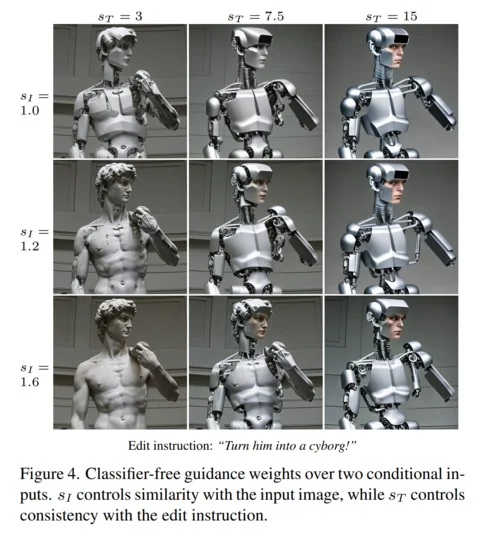 s_T = 3 s_T = 7.5 s_T = 15
s_I =
1.0
s_I =
1.2
s_I =
1.6
Edit instruction: “Turn him into a cyborg!”
Figure 4. Classifier-free guidance weights over two conditional in-
puts. s_I controls similarity with the input image, while s_T controls
consistency with the edit instruction.